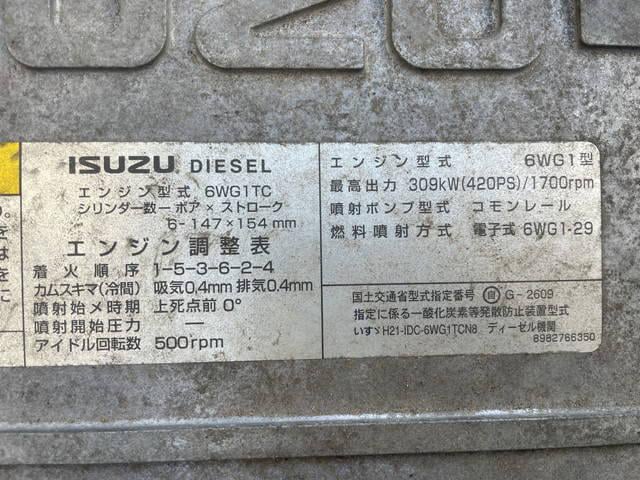 ISUZU DIESEL
エンジン型式 6WG1TC
シリンダー数ーボア×ストローク
6-147×154mm
エンジン調整表
着火順序 1-5-3-6-2-4
カムスキマ(冷間) 吸気0.4mm 排気0.4mm
噴射始メ時期 上死点前0°
噴射開始圧力 —
アイドル回転数 500rpm
エンジン型式 6WG1型
最高出力 309kW(420PS)/1700rpm
噴射ポンプ型式 コモンレール
燃料噴射方式 電子式 6WG1-29
国土交通省型式指定番号 自 G-2609
指定に係る一酸化炭素等発散防止装置型式
いすゞH21-IDC-6WG1TCN8 ディーゼル機関
8982766350